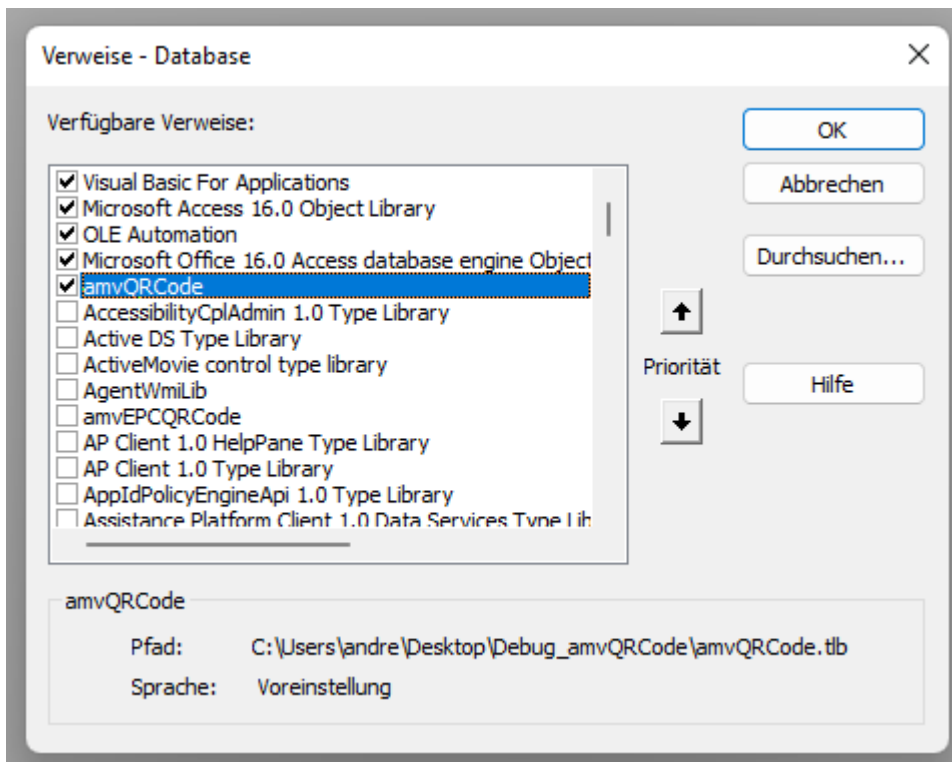 Verweise - Database
Verfügbare Verweise:
OK
Abbrechen
Durchsuchen...
Hilfe
Priorität
Visual Basic For Applications
Microsoft Access 16.0 Object Library
OLE Automation
Microsoft Office 16.0 Access database engine Object
amvQRCode
AccessibilityCplAdmin 1.0 Type Library
Active DS Type Library
ActiveMovie control type library
AgentWmiLib
amvEPCQRCode
AP Client 1.0 HelpPane Type Library
AP Client 1.0 Type Library
AppIdPolicyEngineApi 1.0 Type Library
Assistance Platform Client 1.0 Data Services Type Lib
amvQRCode
Pfad: C:\Users\andre\Desktop\Debug_amvQRCode\amvQRCode.tlb
Sprache: Voreinstellung